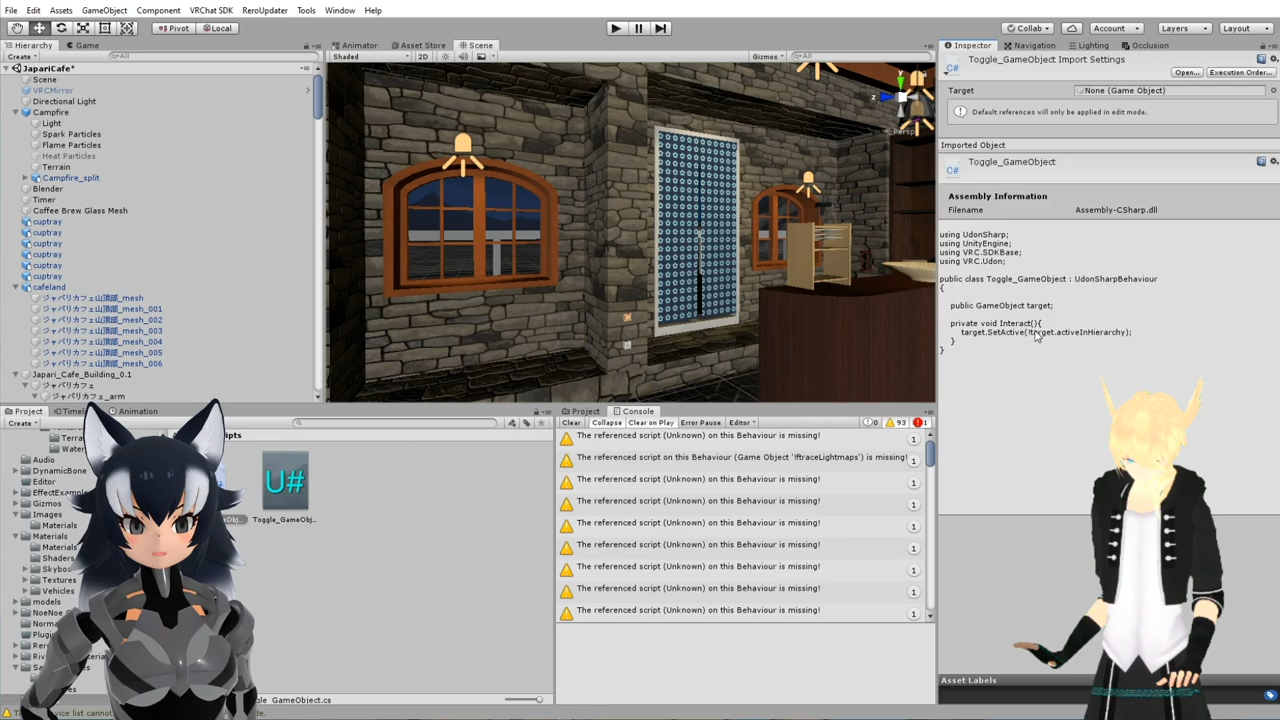 File Edit Assets GameObject Component VRChat SDK ReroUpdater Tools Window Help
Pivot Local
Collab Account Layers Layout
Hierarchy Game
Create All
JapariCafe*
Scene
VRCMirror
Directional Light
Campfire
Light
Spark Particles
Flame Particles
Heat Particles
Terrain
Campfire_split
Blender
Timer
Coffee Brew Glass Mesh
cuptray
cuptray
cuptray
cuptray
cuptray
cuptray
cafeland
ジャパリカフェ山頂部_mesh
ジャパリカフェ山頂部_mesh_001
ジャパリカフェ山頂部_mesh_002
ジャパリカフェ山頂部_mesh_003
ジャパリカフェ山頂部_mesh_004
ジャパリカフェ山頂部_mesh_005
ジャパリカフェ山頂部_mesh_006
Japari_Cafe_Building_0.1
ジャパリカフェ
ジャパリカフェ_arm
Animator Asset Store Scene
Shaded 2D Gizmos All
y
z
Persp
Inspector Navigation Lighting Occlusion
C#
Toggle_GameObject Import Settings
Open... Execution Order...
Target None (Game Object)
Default references will only be applied in edit mode.
Imported Object
C#
Toggle_GameObject
Assembly Information
Filename Assembly-CSharp.dll
using UdonSharp;
using UnityEngine;
using VRC.SDKBase;
using VRC.Udon;
public class Toggle_GameObject : UdonSharpBehaviour
{
public GameObject target;
private void Interact(){
target.SetActive(!target.activeInHierarchy);
}
}
Asset Labels
Project Animation
Create
Audio
DynamicBone
Editor
Gizmos
Images
Materials
Materials
Materials
Textures
Vehicles
models
U#
Toggle_GameObj...
GameObject.cs
Project Console
Clear Collapse Clear on Play Error Pause Editor 0 93 1
The referenced script (Unknown) on this Behaviour is missing! 1
The referenced script on this Behaviour (Game Object '!ftraceLightmaps') is missing! 1
The referenced script (Unknown) on this Behaviour is missing! 1
The referenced script (Unknown) on this Behaviour is missing! 1
The referenced script (Unknown) on this Behaviour is missing! 1
The referenced script (Unknown) on this Behaviour is missing! 1
The referenced script (Unknown) on this Behaviour is missing! 1
The referenced script (Unknown) on this Behaviour is missing! 1
The referenced script (Unknown) on this Behaviour is missing! 1